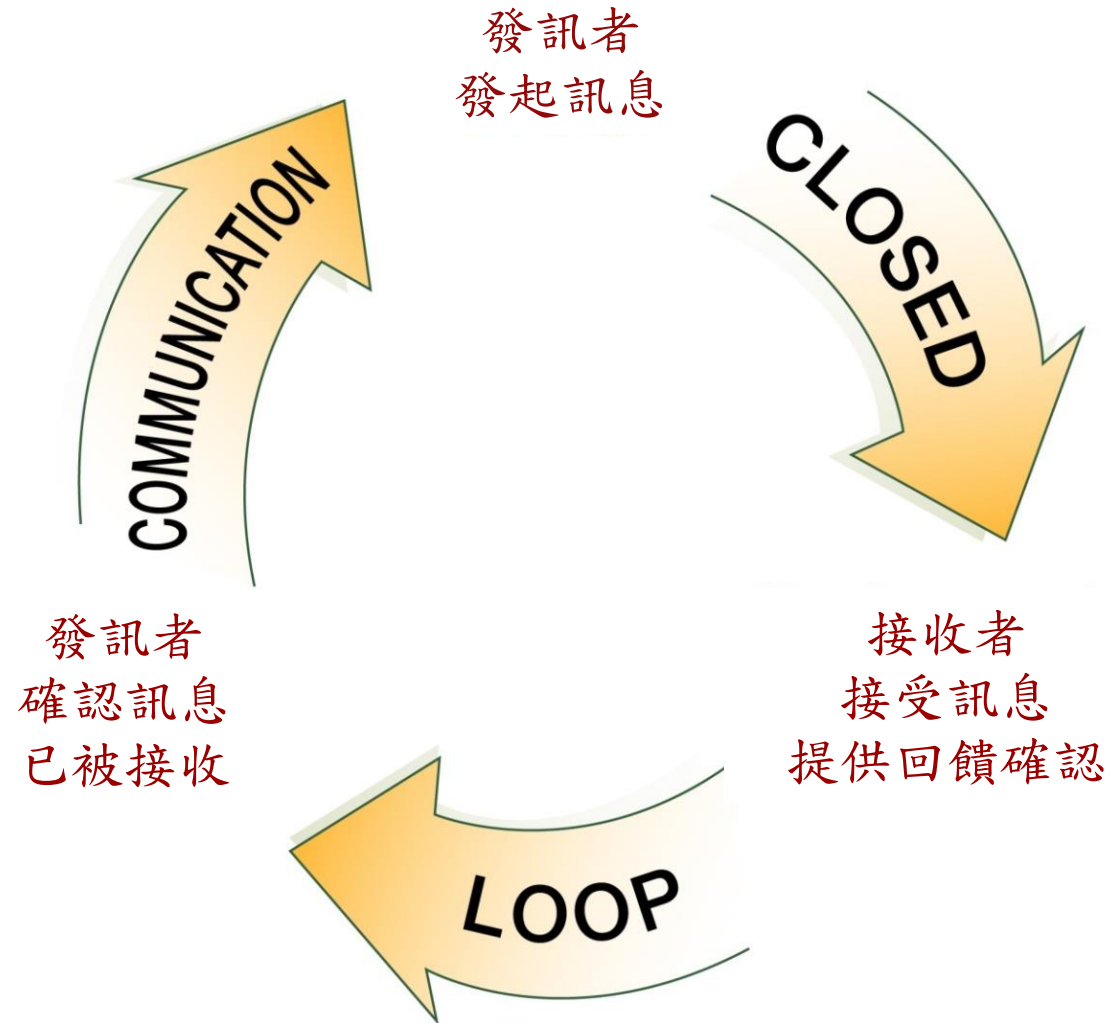 發訊者
發起訊息
CLOSED
接收者
接受訊息
提供回饋確認
LOOP
發訊者
確認訊息
已被接收
COMMUNICATION